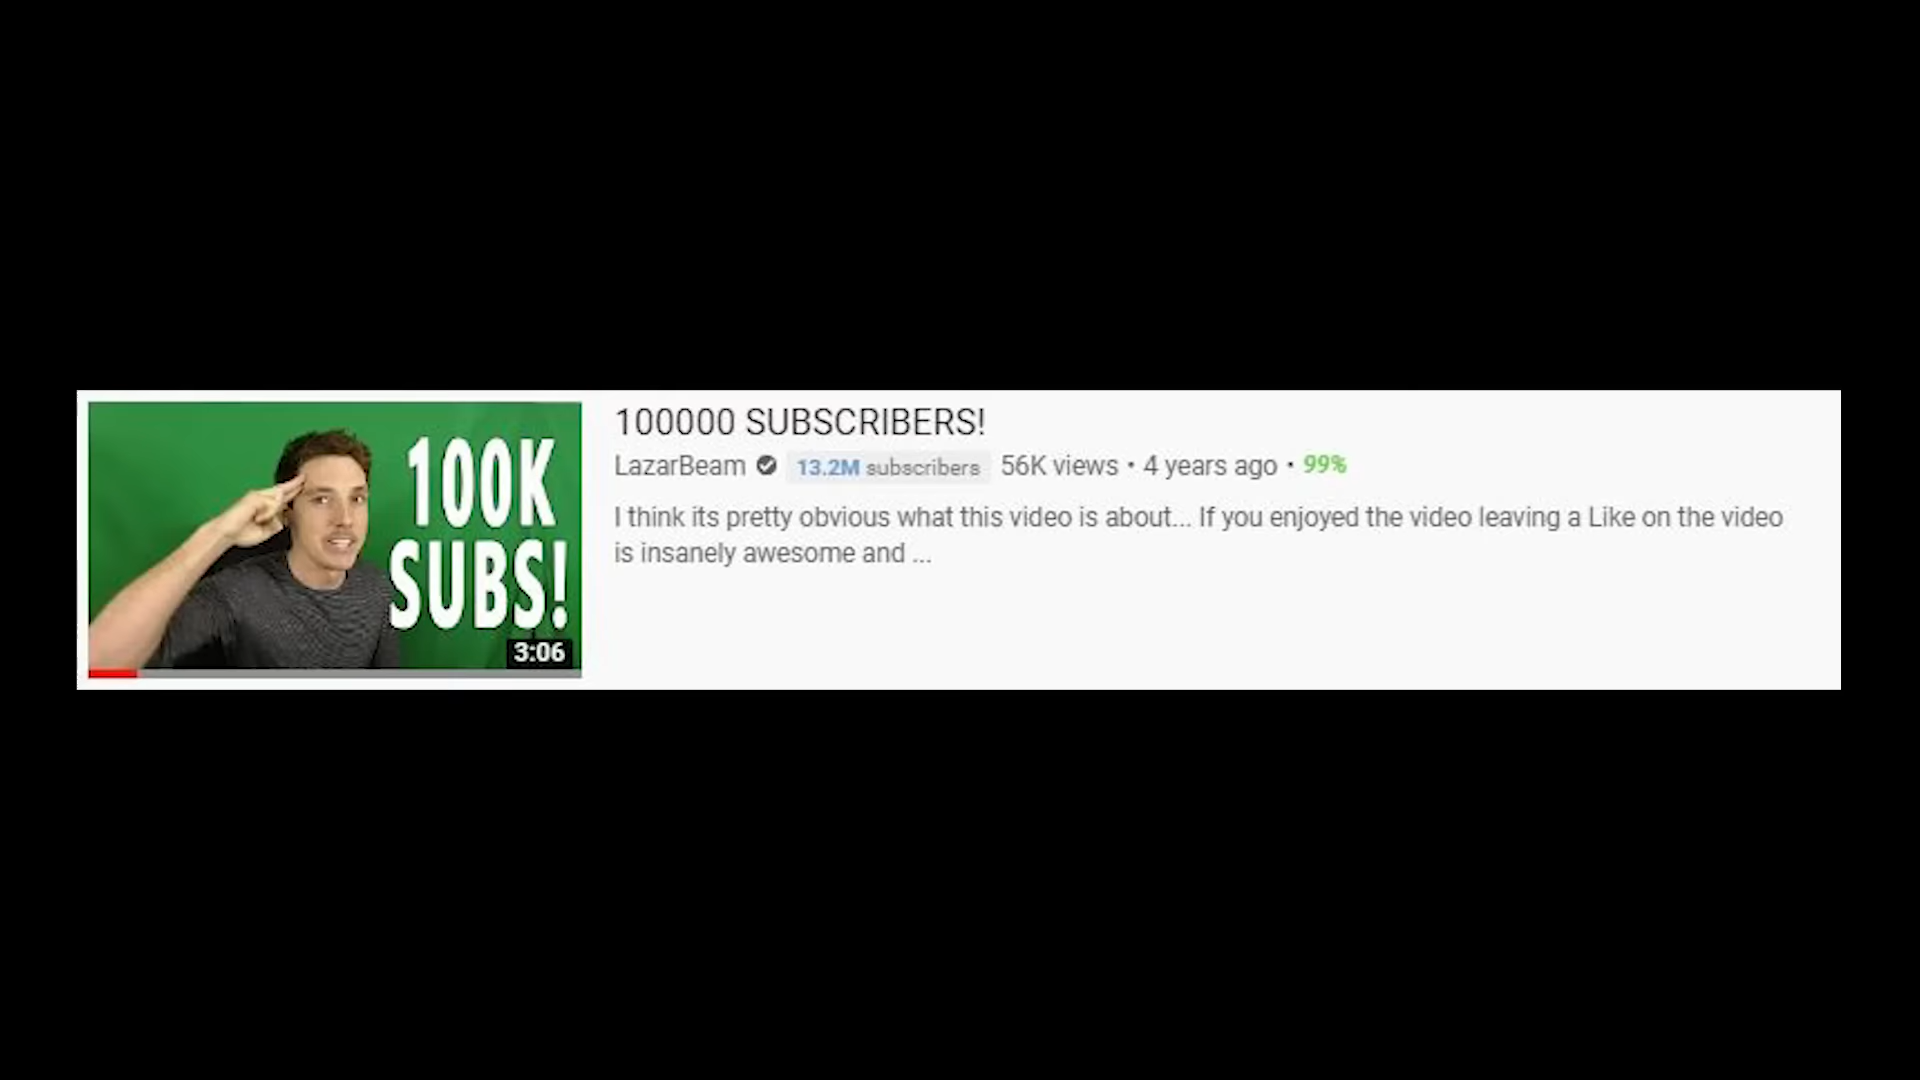 100K
SUBS!
3:06
100000 SUBSCRIBERS!
LazarBeam 13.2M subscribers 56K views • 4 years ago • 99%
I think its pretty obvious what this video is about... If you enjoyed the video leaving a Like on the video
is insanely awesome and ...